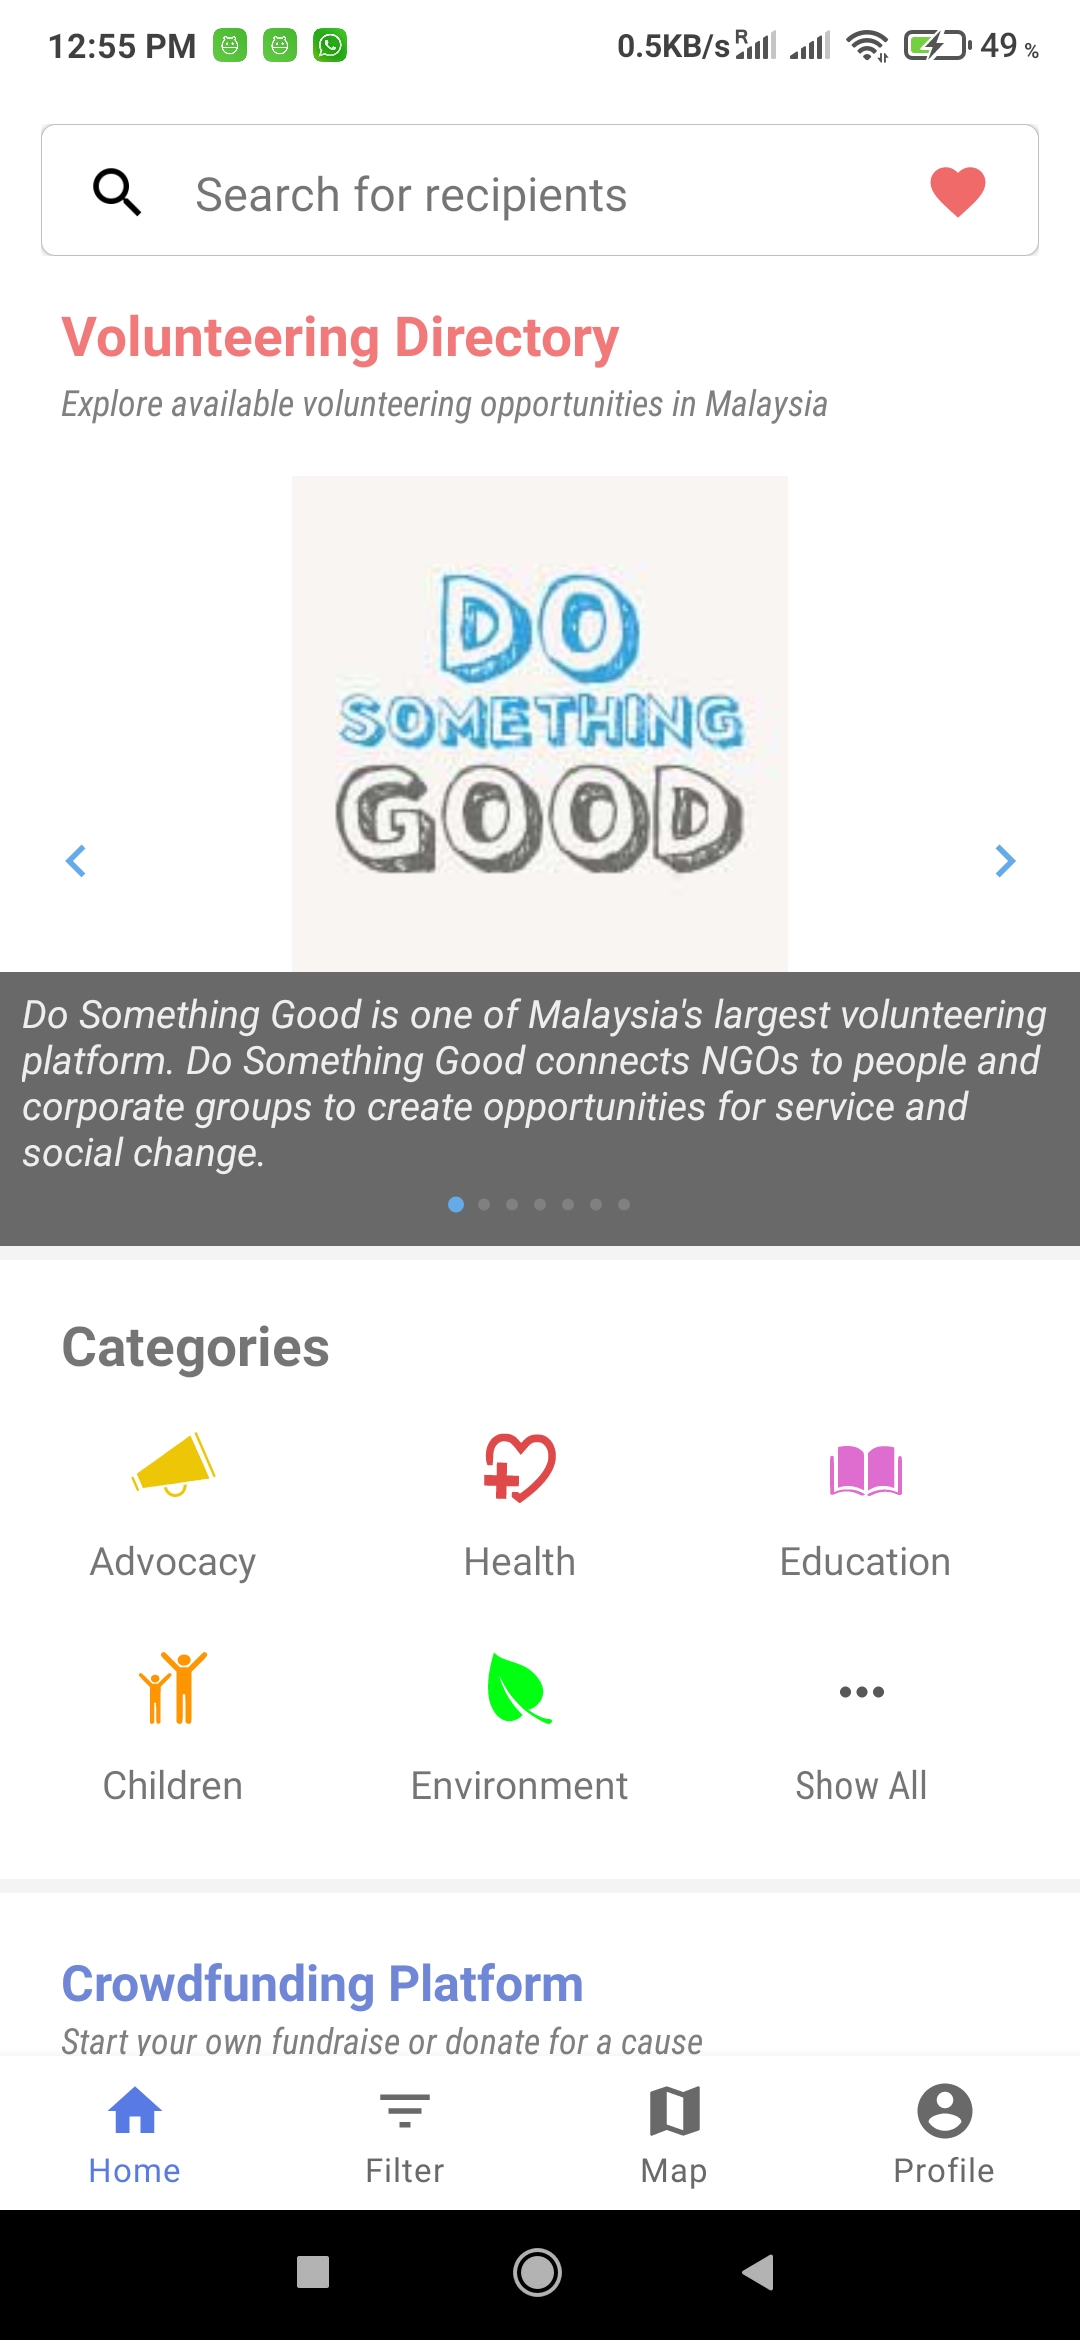 12:55 PM
0.5KB/s R 49 %
Search for recipients
Volunteering Directory
Explore available volunteering opportunities in Malaysia
DO
SOMETHING
GOOD
Do Something Good is one of Malaysia's largest volunteering
platform. Do Something Good connects NGOs to people and
corporate groups to create opportunities for service and
social change.
Categories
Advocacy Health Education
Children Environment Show All
Crowdfunding Platform
Start your own fundraise or donate for a cause
Home Filter Map Profile